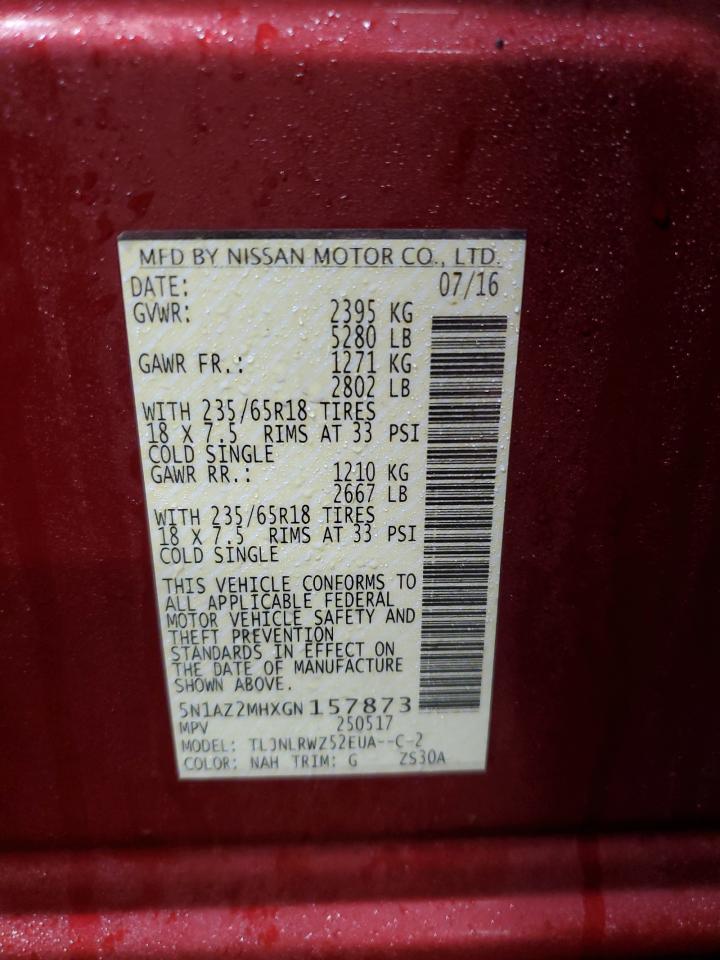 MFD BY NISSAN MOTOR CO., LTD.
DATE: 07/16
GVWR: 2395 KG
5280 LB
GAWR FR.: 1271 KG
2802 LB
WITH 235/65R18 TIRES
18 X 7.5 RIMS AT 33 PSI
COLD SINGLE
GAWR RR.: 1210 KG
2667 LB
WITH 235/65R18 TIRES
18 X 7.5 RIMS AT 33 PSI
COLD SINGLE
THIS VEHICLE CONFORMS TO
ALL APPLICABLE FEDERAL
MOTOR VEHICLE SAFETY AND
THEFT PREVENTION
STANDARDS IN EFFECT ON
THE DATE OF MANUFACTURE
SHOWN ABOVE.
5N1AZ2MHXGN157873
MPV 250517
MODEL: TLJNLRWZ52EUA--C-2
COLOR: NAH TRIM: G ZS30A